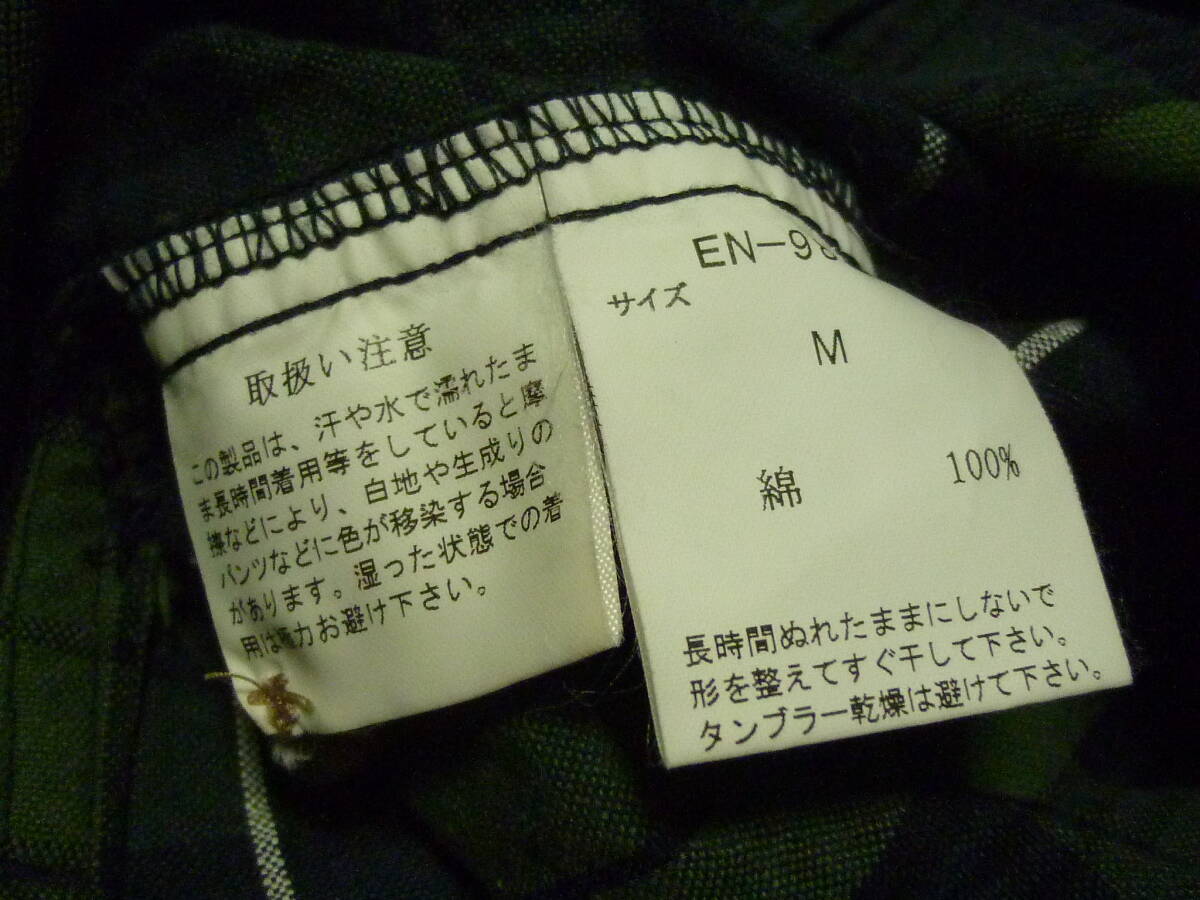 取扱い注意
この製品は、汗や水で濡れたま
ま長時間着用等をしていると摩
擦などにより、白地や生成りの
パンツなどに色が移染する場合
があります。湿った状態での着
用は極力お避け下さい。
EN-9
サイズ
M
綿 100%
長時間ぬれたままにしないで
形を整えてすぐ干して下さい。
タンブラー乾燥は避けて下さい。